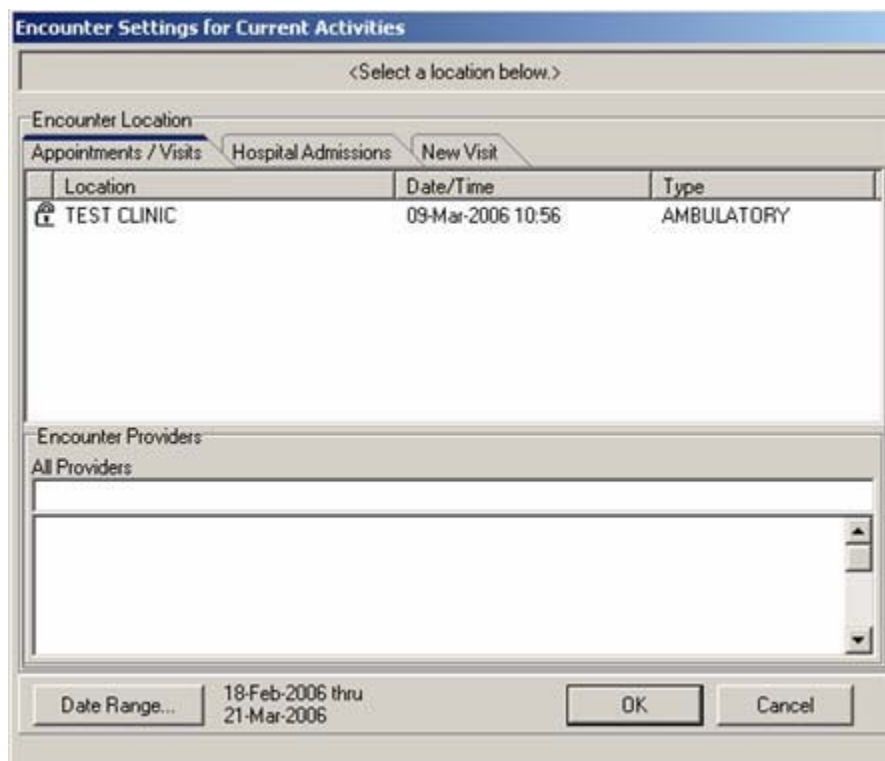 Encounter Settings for Current Activities
<Select a location below.>
Encounter Location
Appointments / Visits Hospital Admissions New Visit
Location Date/Time Type
TEST CLINIC 09-Mar-2006 10:56 AMBULATORY
Encounter Providers
All Providers
Date Range... 18-Feb-2006 thru OK Cancel
21-Mar-2006